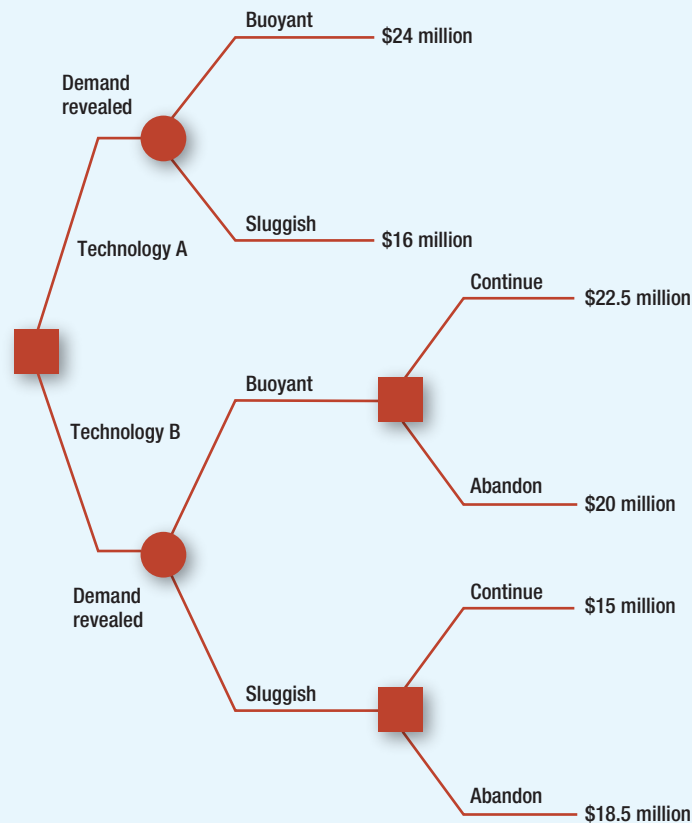 Buoyant
$24 million
Demand
revealed
Sluggish
$16 million
Technology A
Continue
$22.5 million
Buoyant
Technology B
Abandon
$20 million
Demand
revealed
Continue
$15 million
Sluggish
Abandon
$18.5 million